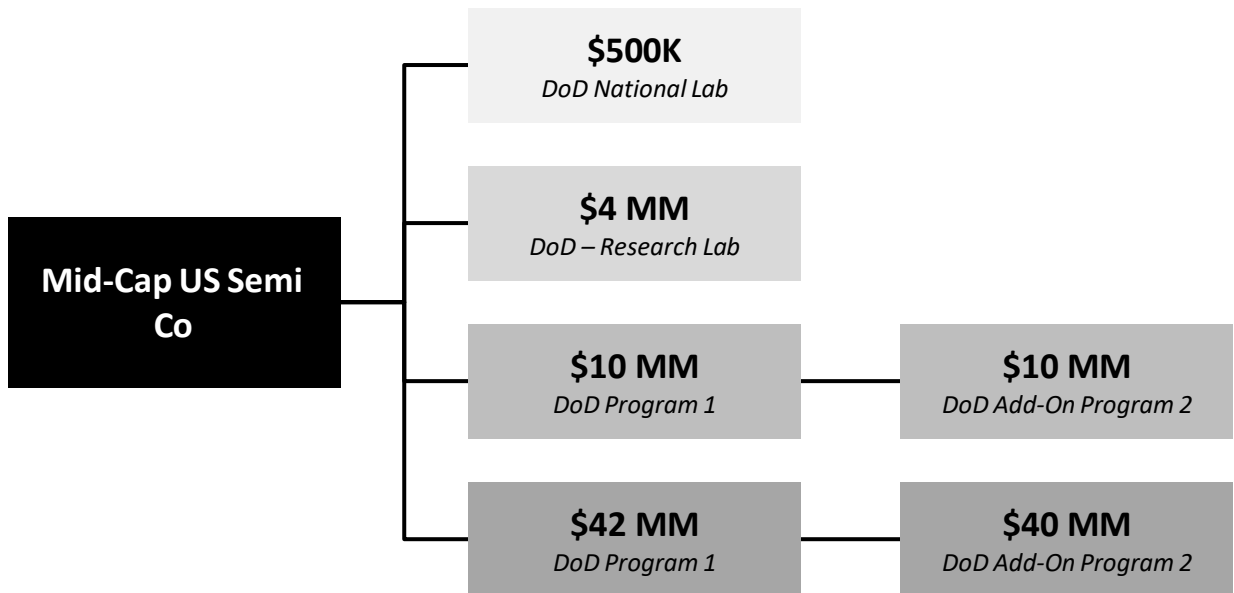 $500K
DoD National Lab
$4 MM
DoD – Research Lab
Mid-Cap US Semi
Co
$10 MM
DoD Program 1
$10 MM
DoD Add-On Program 2
$42 MM
DoD Program 1
$40 MM
DoD Add-On Program 2